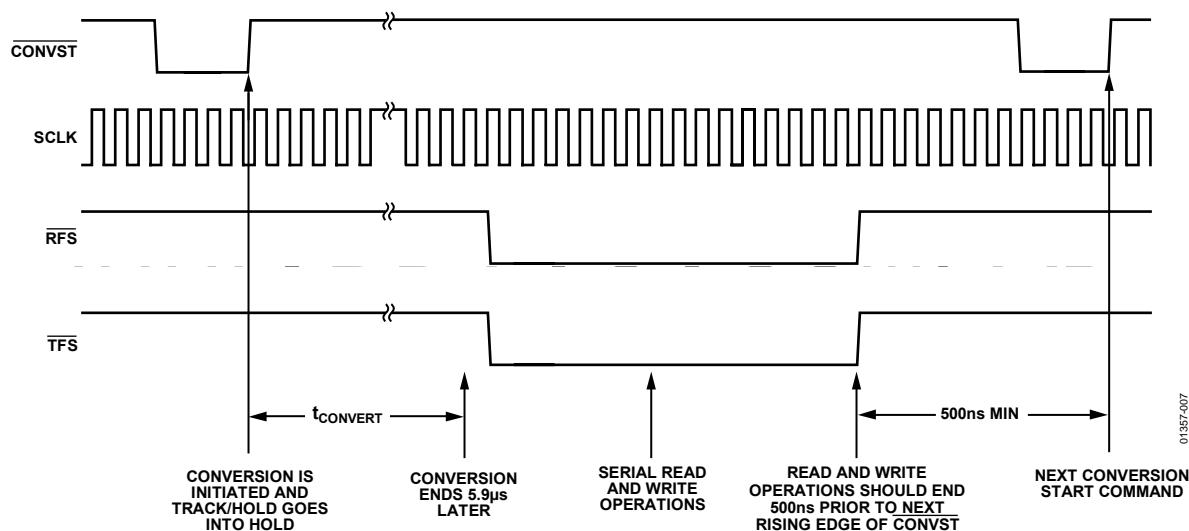 CONVST
SCLK
RFS
TFS
tCONVERT
500ns MIN
CONVERSION IS
INITIATED AND
TRACK/HOLD GOES
INTO HOLD
CONVERSION
ENDS 5.9µs
LATER
SERIAL READ
AND WRITE
OPERATIONS
READ AND WRITE
OPERATIONS SHOULD END
500ns PRIOR TO NEXT
RISING EDGE OF CONVST
NEXT CONVERSION
START COMMAND
01357-007